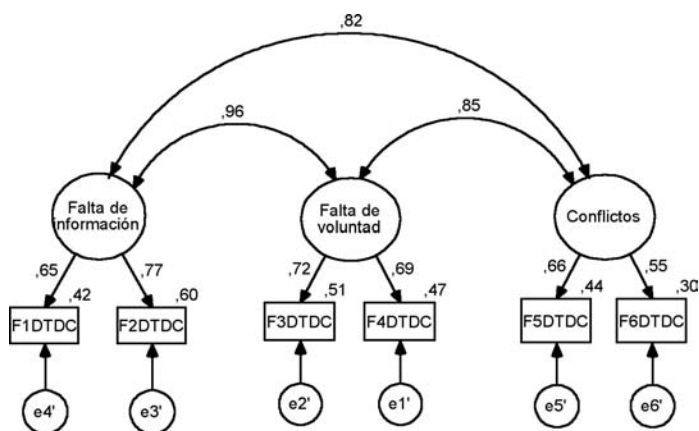 ,82
,96
,85
Falta de
información
Falta de
voluntad
Conflictos
,65
,77
,72
,69
,66
,55
,42
,60
,51
,47
,44
,30
F1DTDC
F2DTDC
F3DTDC
F4DTDC
F5DTDC
F6DTDC
e4'
e3'
e2'
e1'
e5'
e6'